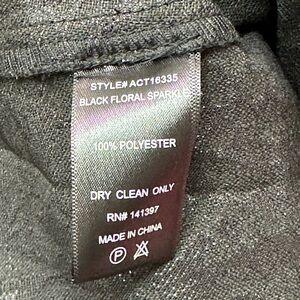 STYLE# ACT16335
BLACK FLORAL SPARKLE
100% POLYESTER
DRY CLEAN ONLY
RN# 141397
MADE IN CHINA
P